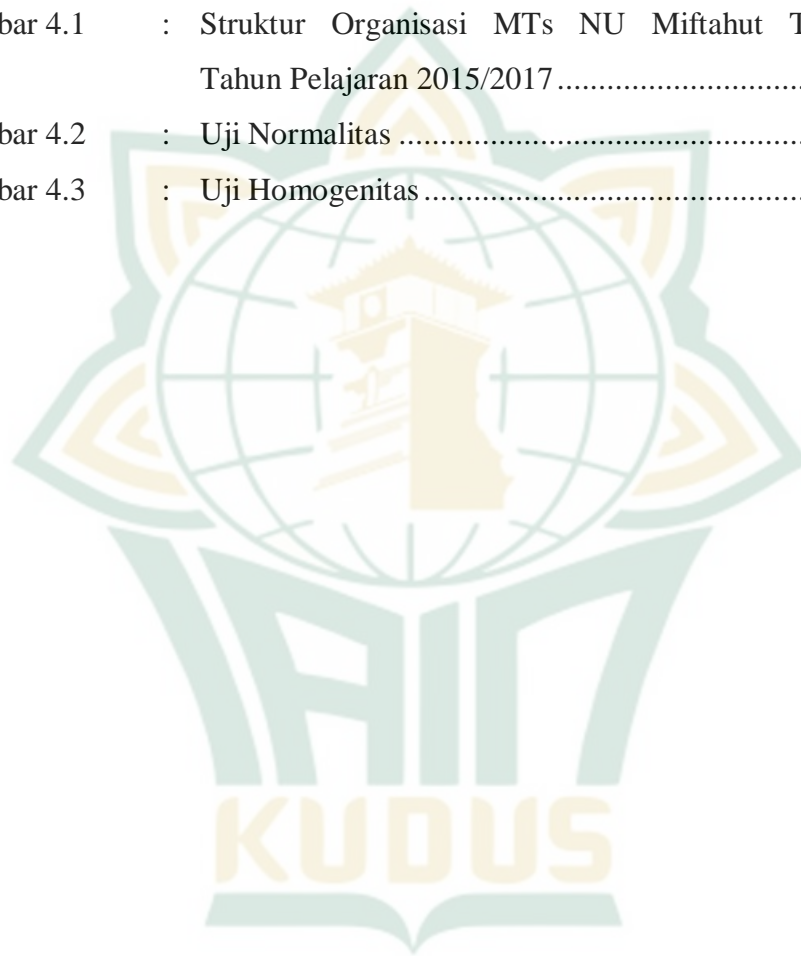 bar 4.1 : Struktur Organisasi MTs NU Miftahut T
Tahun Pelajaran 2015/2017 ............................
bar 4.2 : Uji Normalitas ....................................................
bar 4.3 : Uji Homogenitas ................................................
IAIN
KUDUS